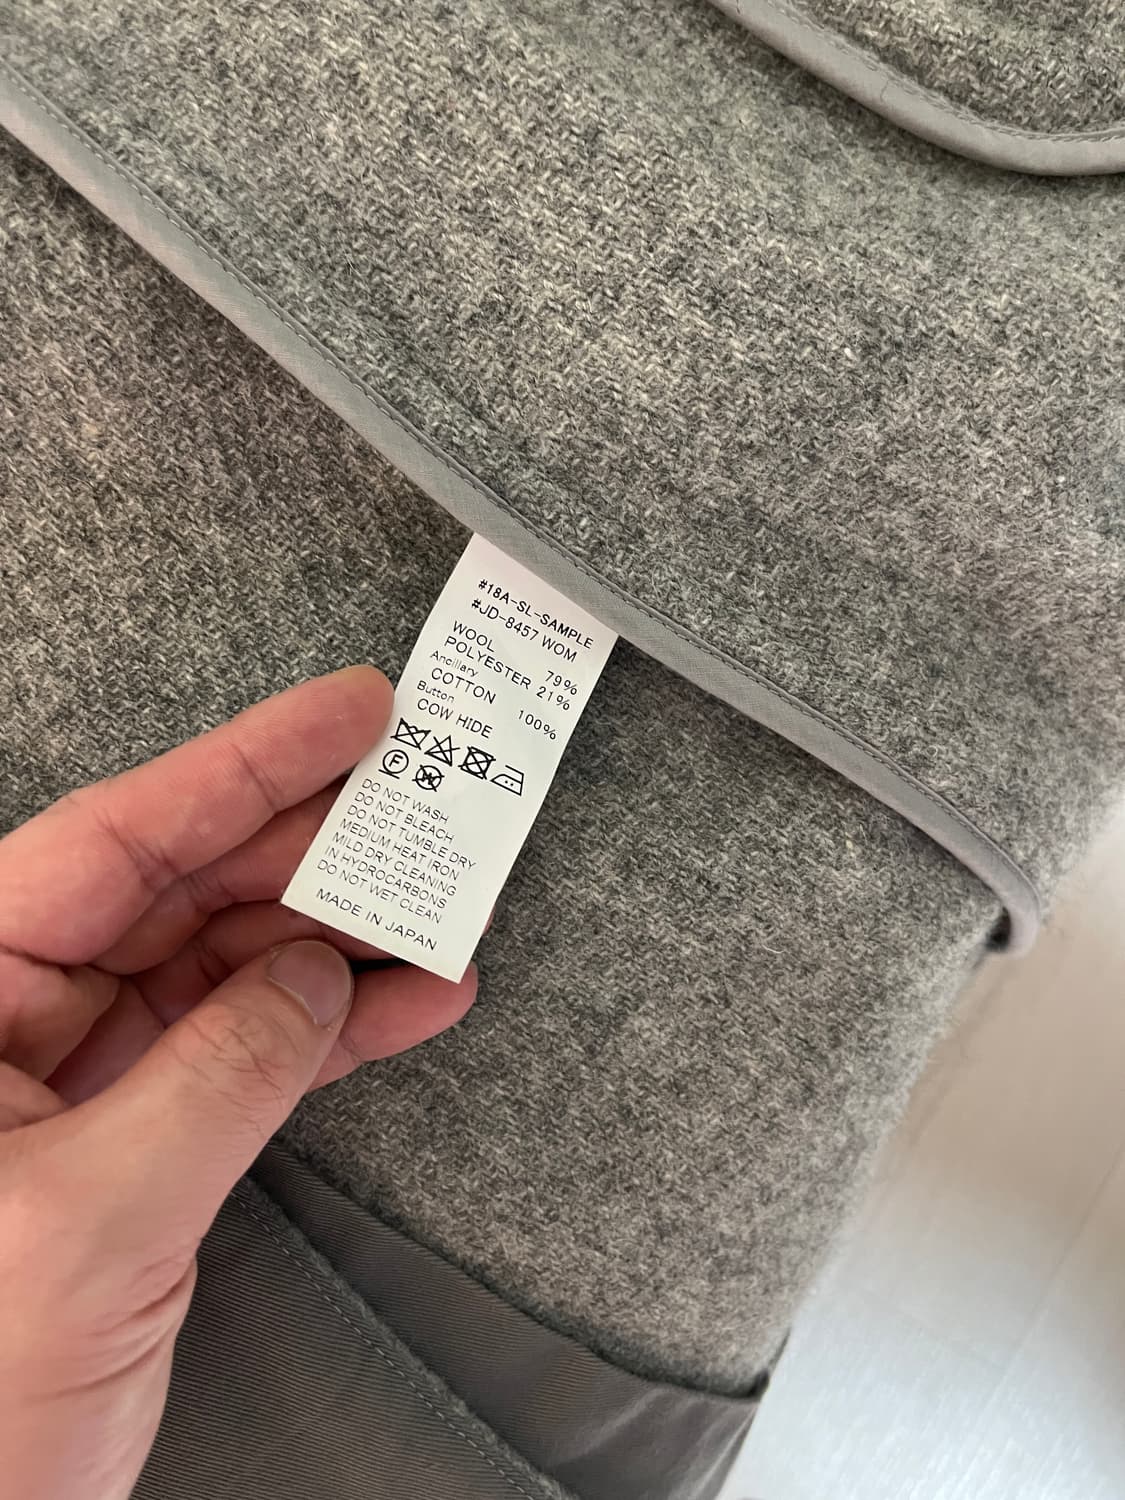 #18A-SL-SAMPLE
#JD-8457 WOM
WOOL 79%
POLYESTER 21%
Ancillary
COTTON 100%
Button
COW HIDE
F W
DO NOT WASH
DO NOT BLEACH
DO NOT TUMBLE DRY
MEDIUM HEAT IRON
MILD DRY CLEANING
IN HYDROCARBONS
DO NOT WET CLEAN
MADE IN JAPAN